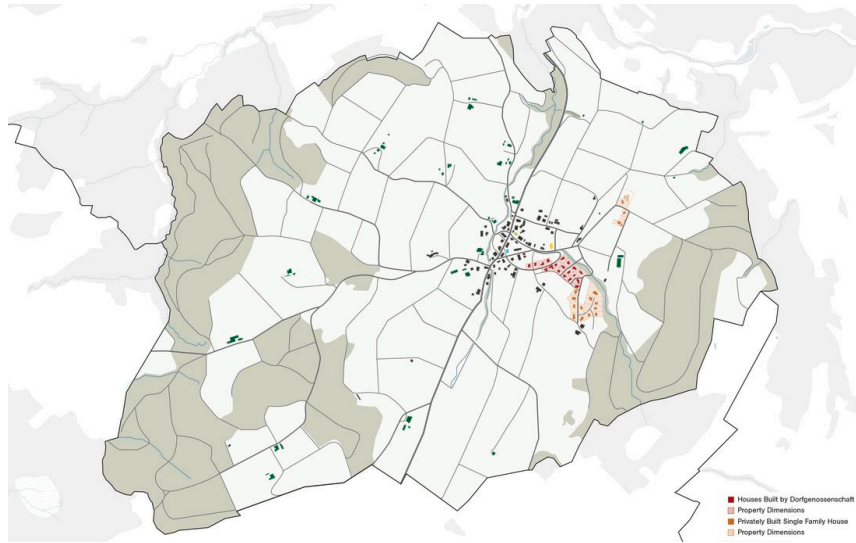 Houses Built by Dorfgenossenschaft
Property Dimensions
Privately Built Single Family House
Property Dimensions